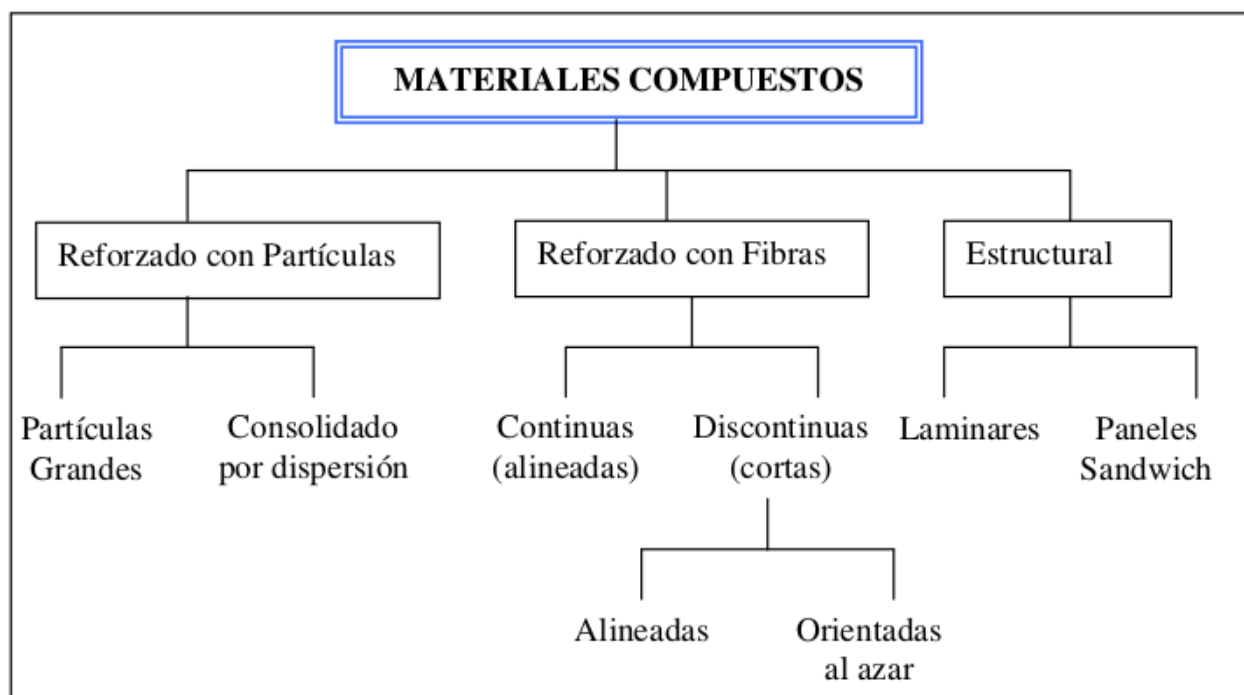 MATERIALES COMPUESTOS
Reforzado con Partículas
Reforzado con Fibras
Estructural
Partículas
Grandes
Consolidado
por dispersión
Continuas
(alineadas)
Discontinuas
(cortas)
Laminares
Paneles
Sandwich
Alineadas
Orientadas
al azar